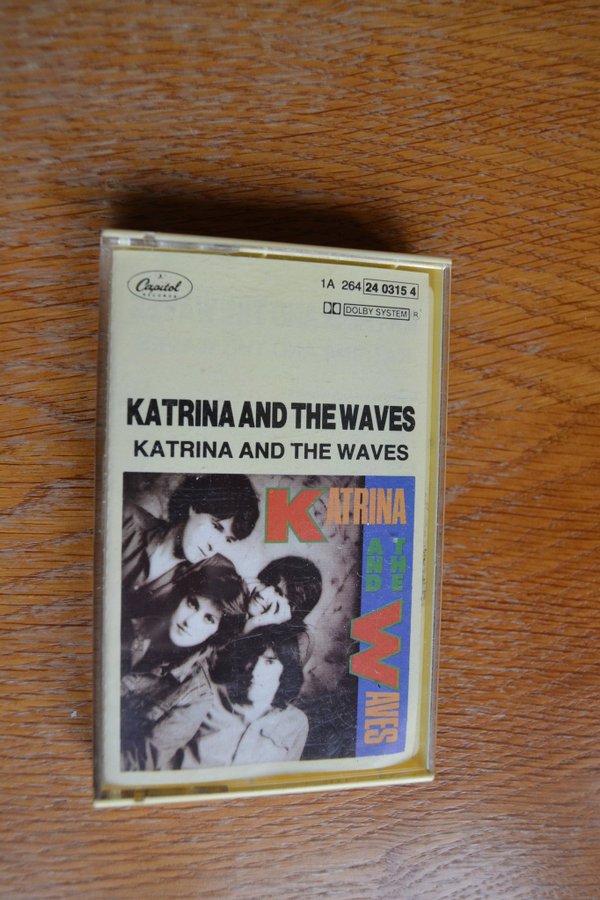 A
Capitol
RECORDS
1A 264 24 0315 4
DOLBY SYSTEM R
KATRINA AND THE WAVES
KATRINA AND THE WAVES
KATRINA
AND THE
WAVES